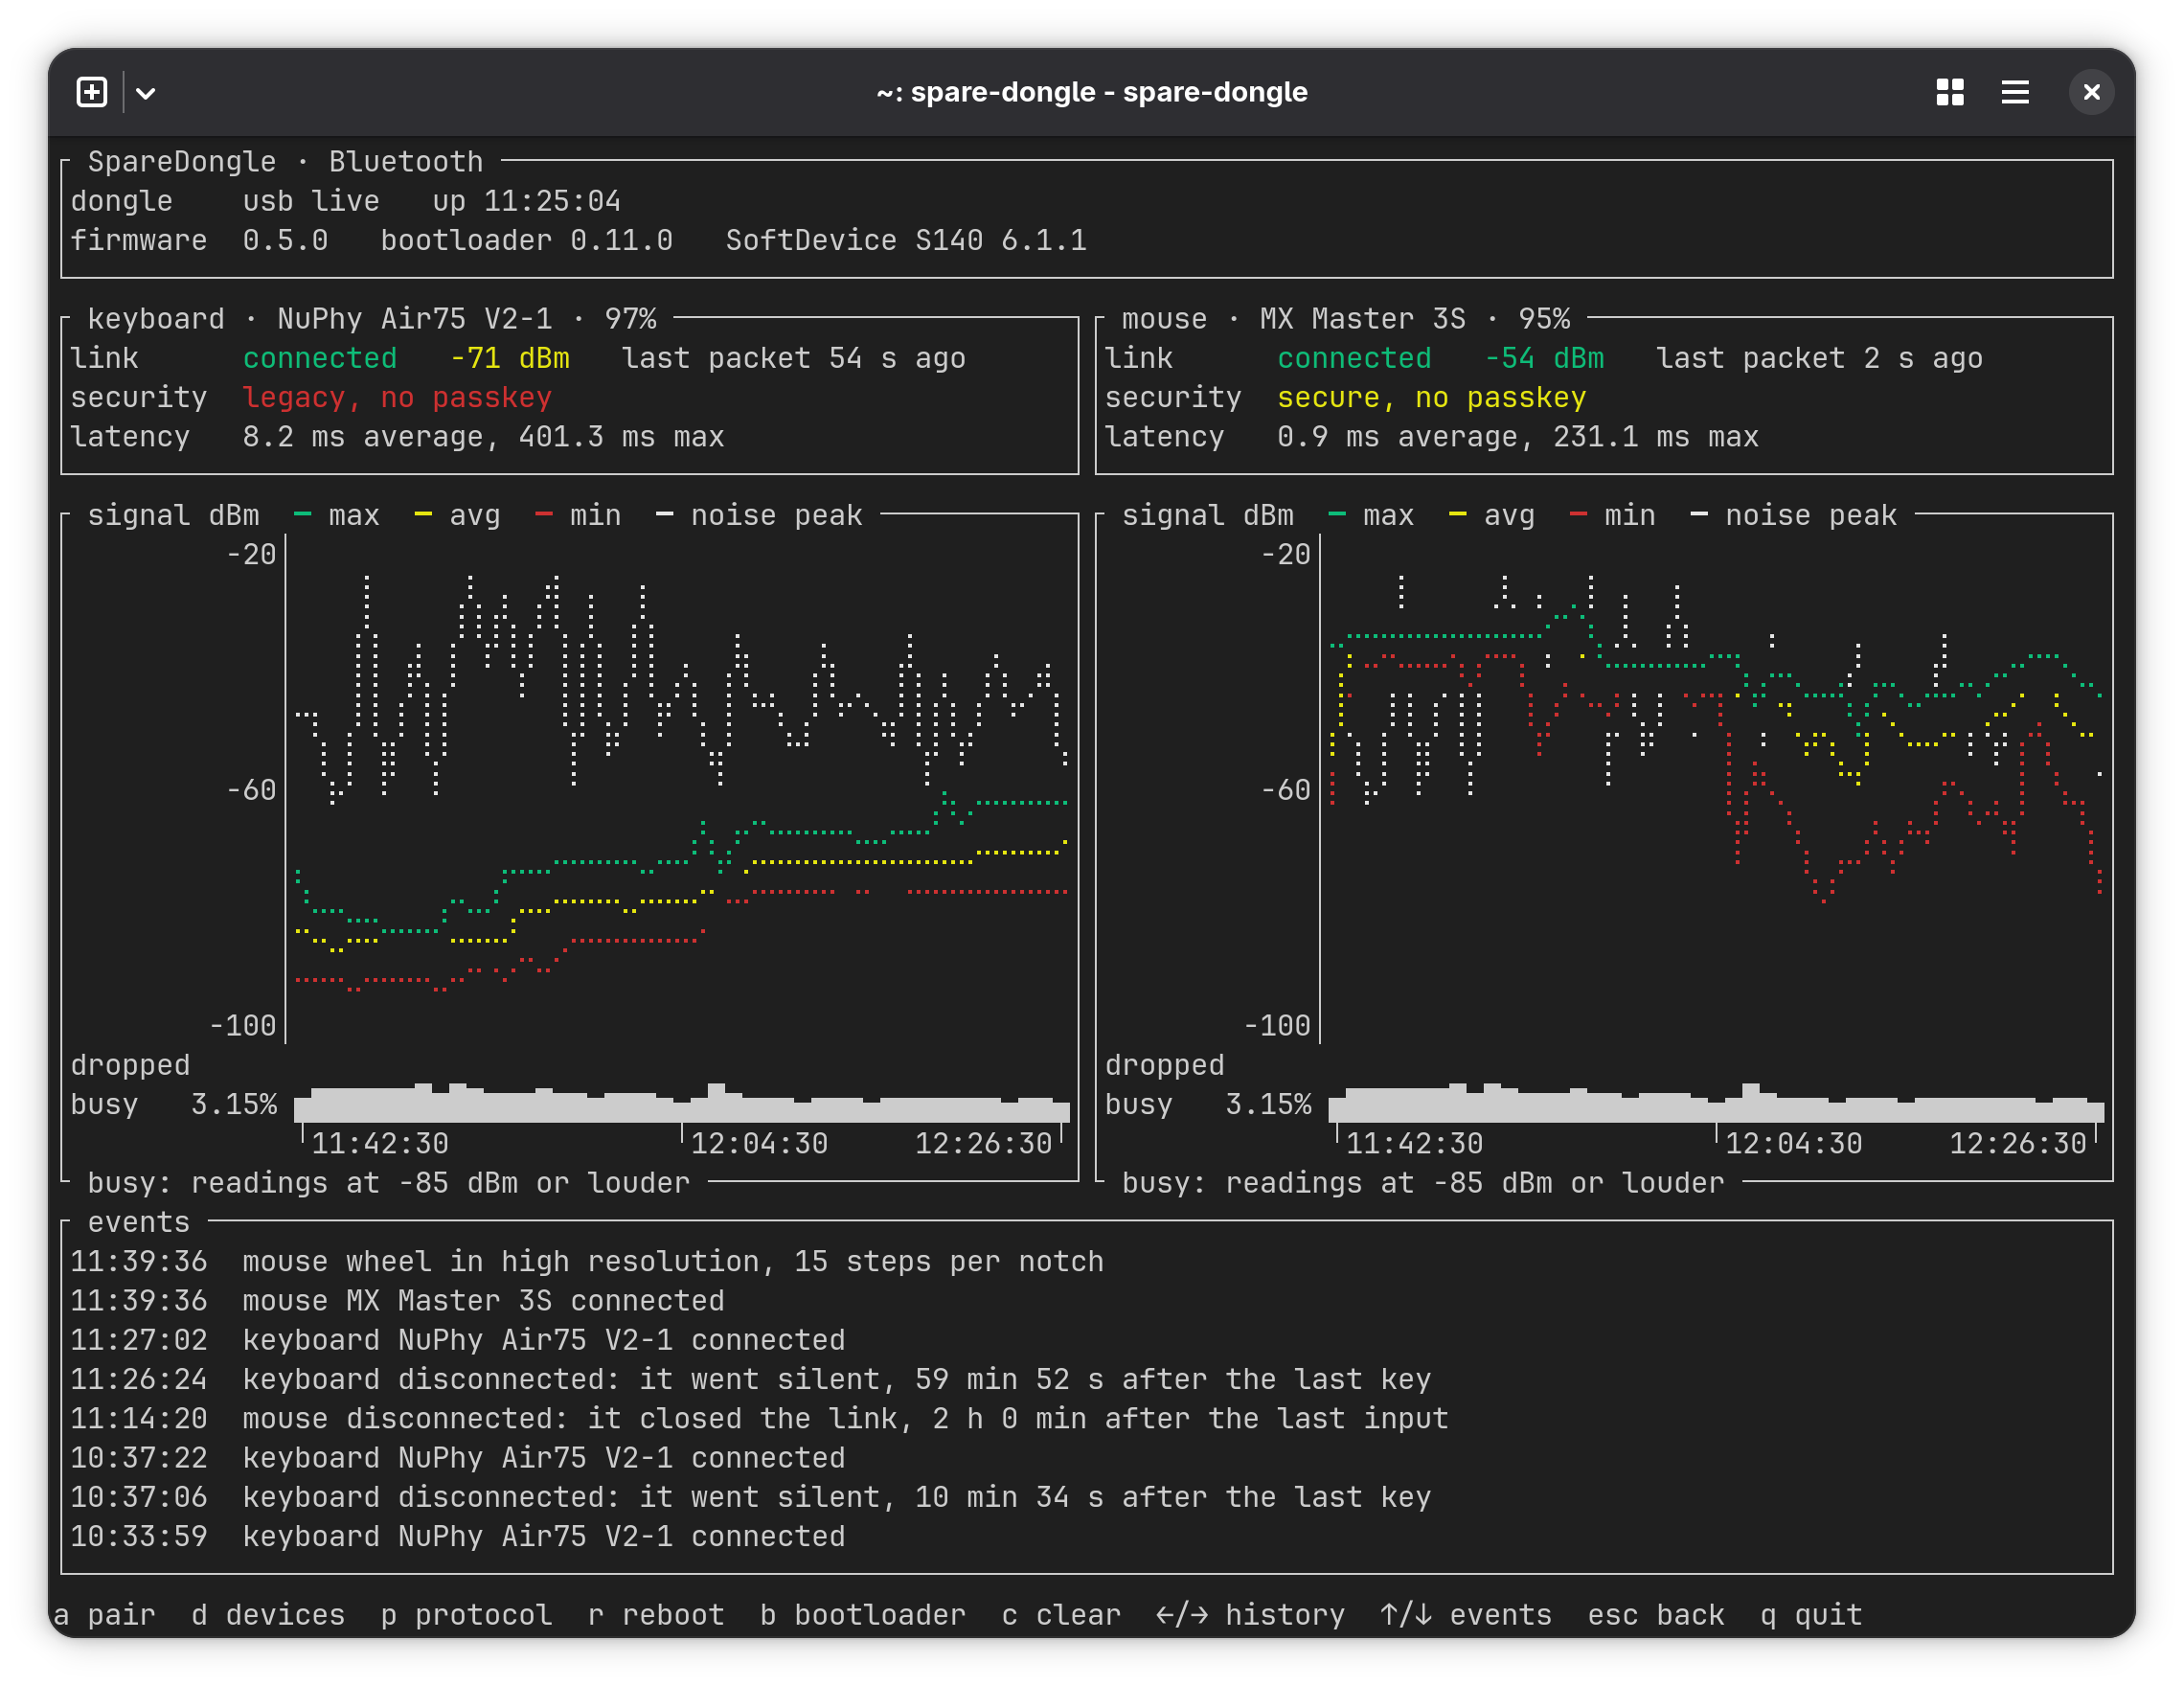 ~: spare-dongle - spare-dongle
SpareDongle · Bluetooth
dongle usb live up 11:25:04
firmware 0.5.0 bootloader 0.11.0 SoftDevice S140 6.1.1
keyboard · NuPhy Air75 V2-1 · 97%
link connected -71 dBm last packet 54 s ago
security legacy, no passkey
latency 8.2 ms average, 401.3 ms max
mouse · MX Master 3S · 95%
link connected -54 dBm last packet 2 s ago
security secure, no passkey
latency 0.9 ms average, 231.1 ms max
signal dBm max avg min noise peak
-20
-60
-100
dropped
busy 3.15%
11:42:30 12:04:30 12:26:30
busy: readings at -85 dBm or louder
signal dBm max avg min noise peak
-20
-60
-100
dropped
busy 3.15%
11:42:30 12:04:30 12:26:30
busy: readings at -85 dBm or louder
events
11:39:36 mouse wheel in high resolution, 15 steps per notch
11:39:36 mouse MX Master 3S connected
11:27:02 keyboard NuPhy Air75 V2-1 connected
11:26:24 keyboard disconnected: it went silent, 59 min 52 s after the last key
11:14:20 mouse disconnected: it closed the link, 2 h 0 min after the last input
10:37:22 keyboard NuPhy Air75 V2-1 connected
10:37:06 keyboard disconnected: it went silent, 10 min 34 s after the last key
10:33:59 keyboard NuPhy Air75 V2-1 connected
a pair d devices p protocol r reboot b bootloader c clear ←/→ history ↑/↓ events esc back q quit